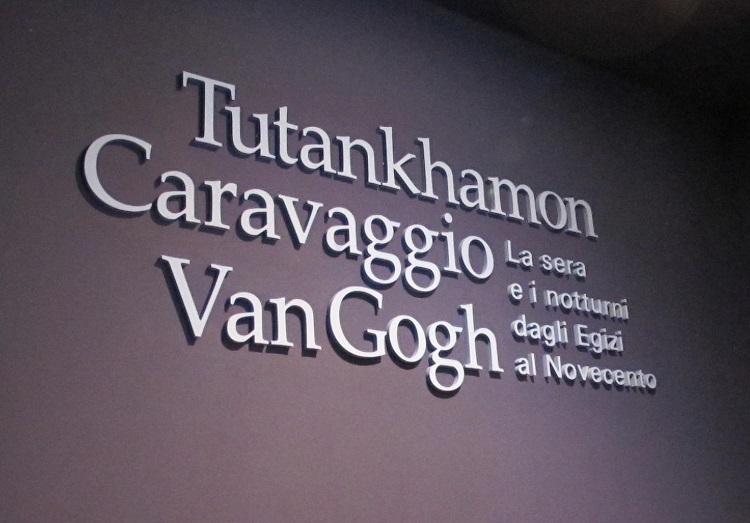 Tutankhamon
Caravaggio
Van Gogh
La sera
e i notturni
dagli Egizi
al Novecento